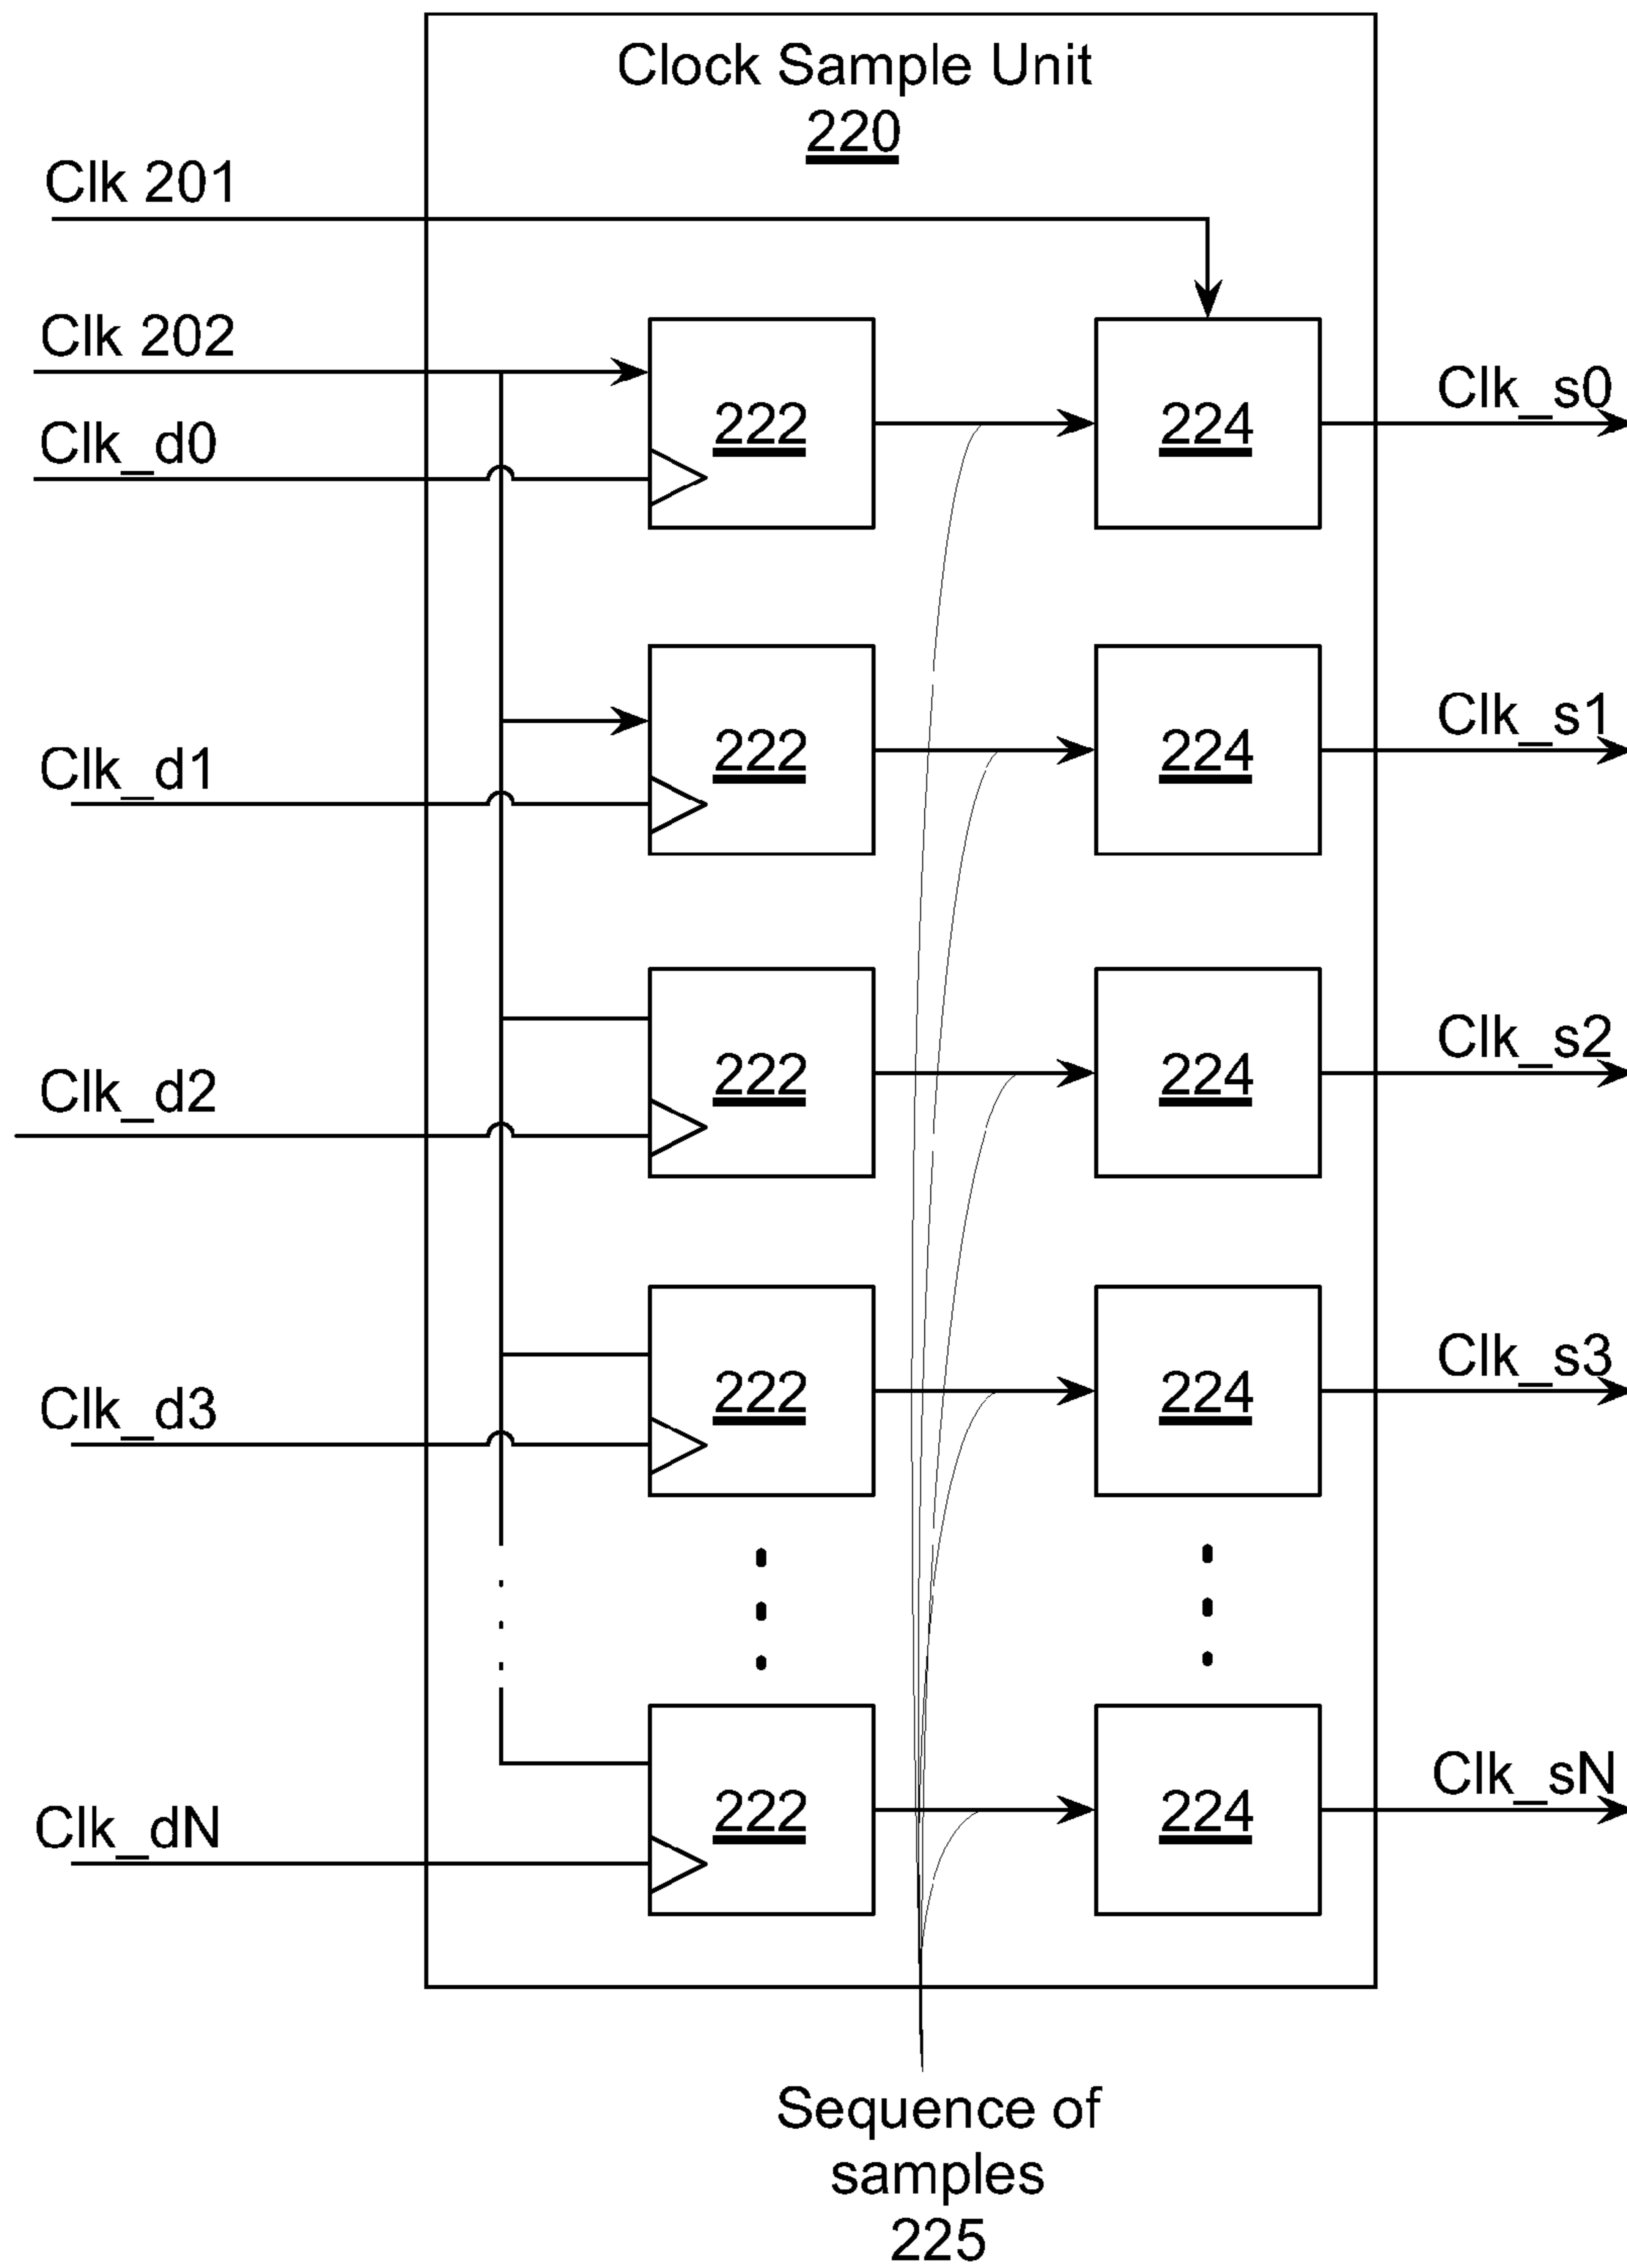 Clock Sample Unit
220
Clk 201
Clk 202
Clk_d0
222
224
Clk_s0
Clk_d1
222
224
Clk_s1
Clk_d2
222
224
Clk_s2
Clk_d3
222
224
Clk_s3
Clk_dN
222
224
Clk_sN
Sequence of
samples
225